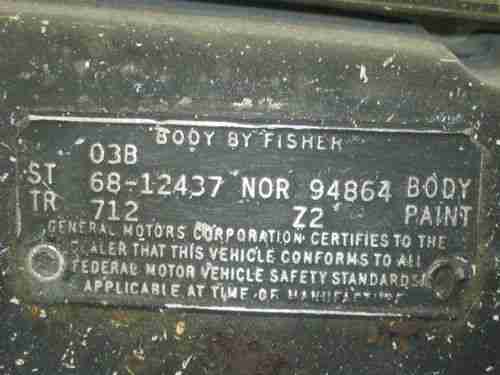 BODY BY FISHER
03B
ST 68-12437 NOR 94864 BODY
TR 712 Z2 PAINT
GENERAL MOTORS CORPORATION CERTIFIES TO THE
DEALER THAT THIS VEHICLE CONFORMS TO ALL
FEDERAL MOTOR VEHICLE SAFETY STANDARDS
APPLICABLE AT TIME OF MANUFACTURE